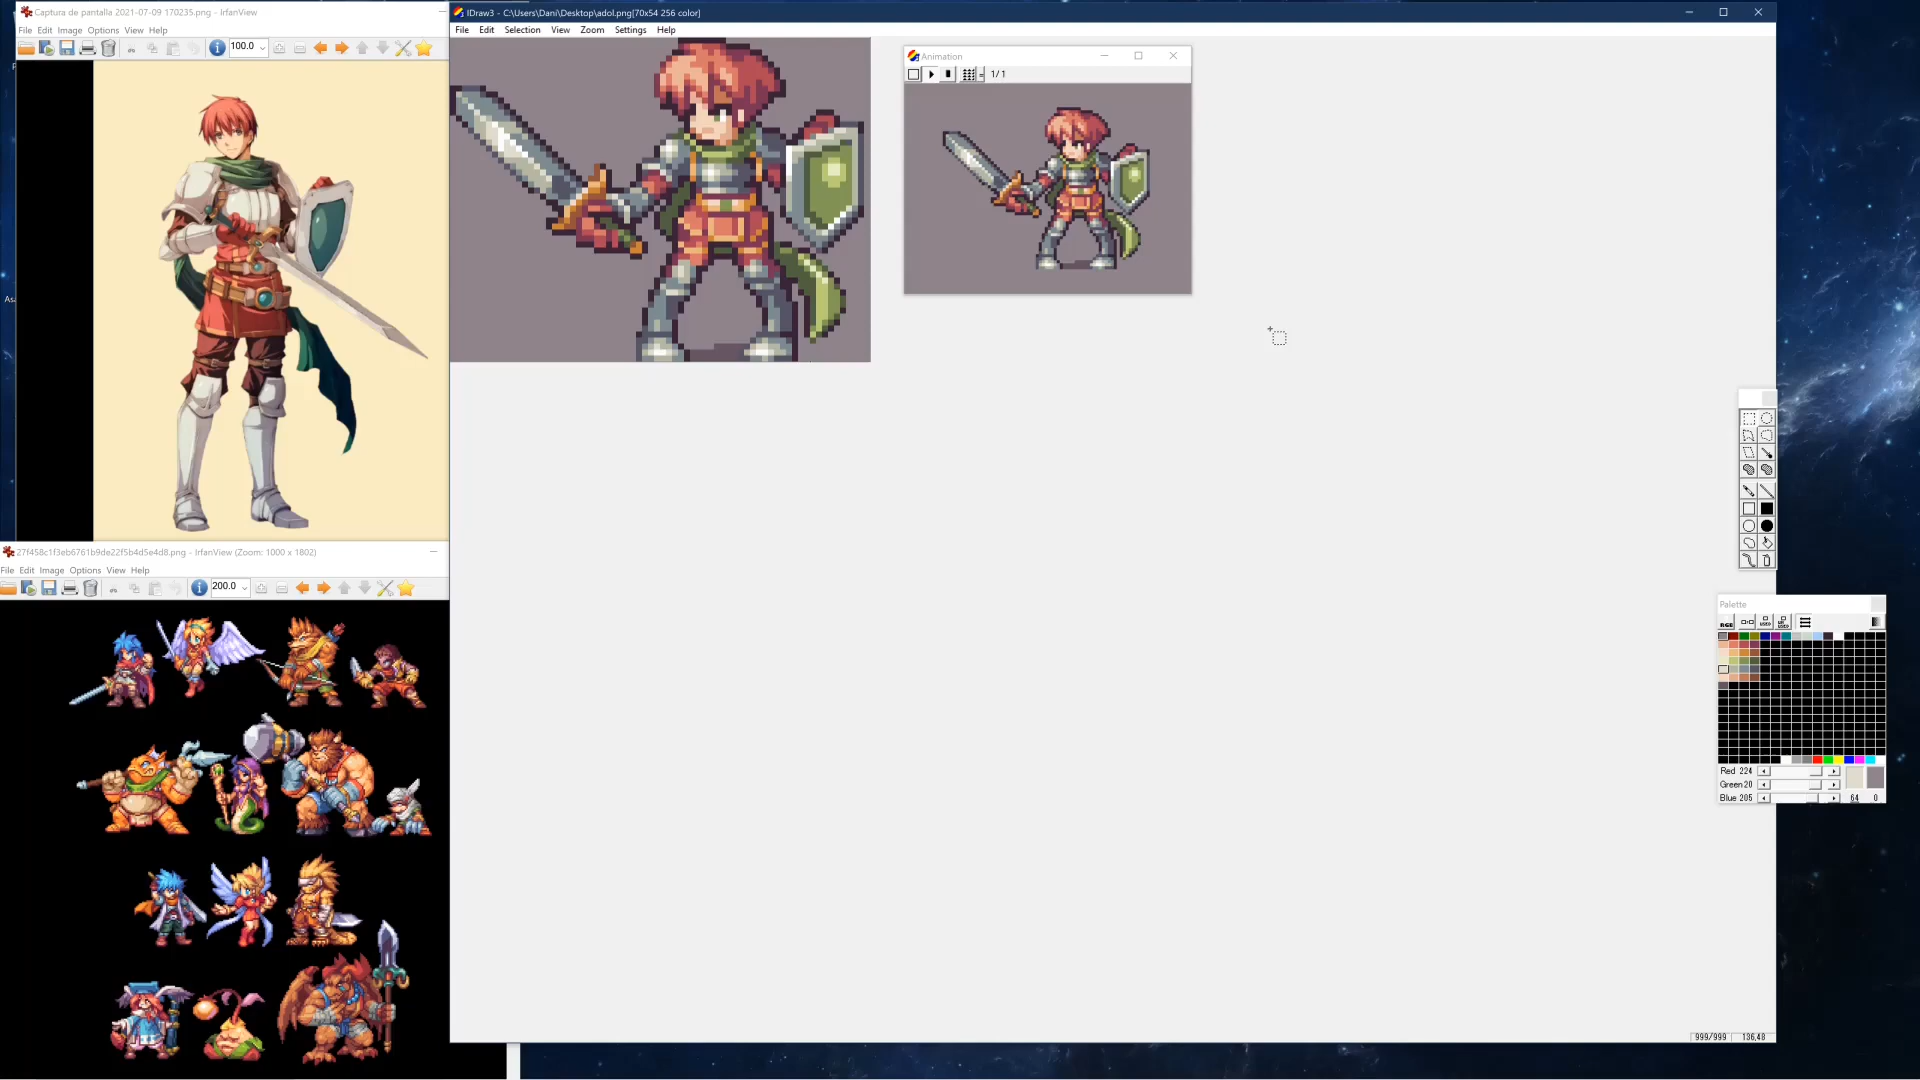 Captura de pantalla 2021-07-09 170235.png - IrfanView
File Edit Image Options View Help
100.0
IDraw3 - C:\Users\Dani\Desktop\adol.png[70x54 256 color]
File Edit Selection View Zoom Settings Help
Animation
1/1
27f458c1f3eb6761b9de22f5b4d5e4d8.png - IrfanView (Zoom: 1000 x 1802)
File Edit Image Options View Help
200.0
Palette
RGB
Red 224
Green 20
Blue 205
64 0
999/999 136,48